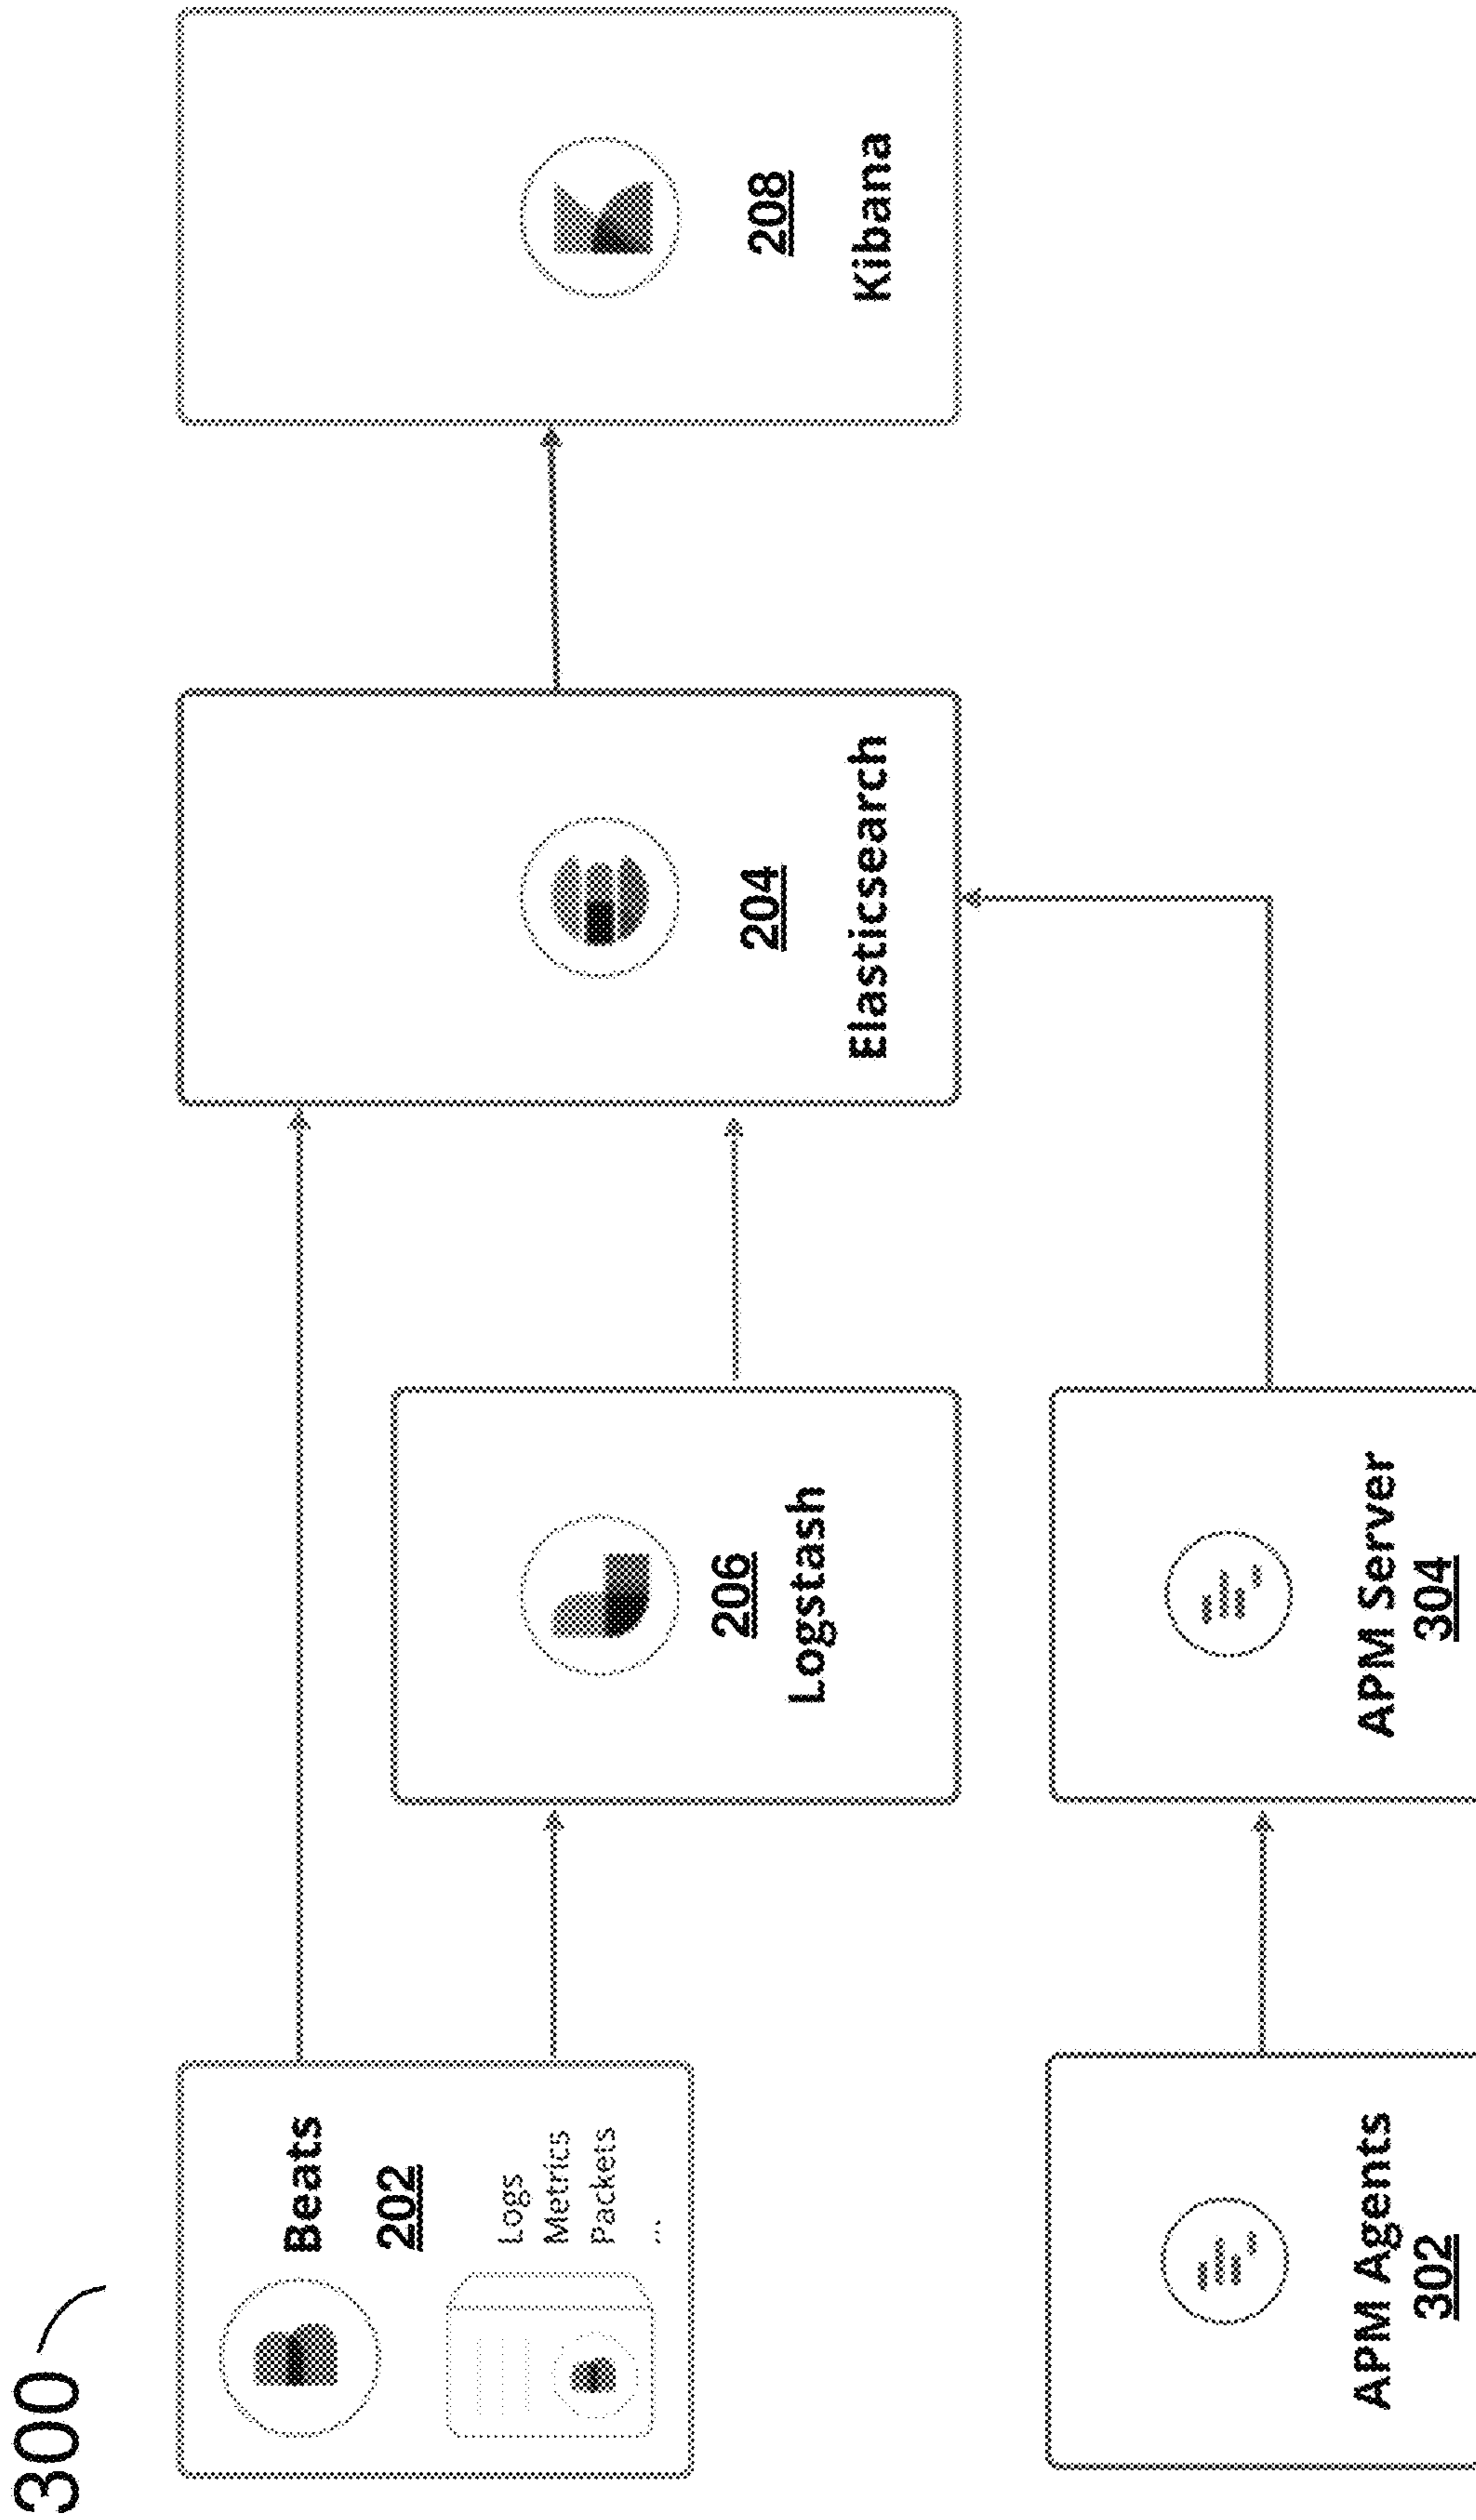 300
Beats
202
Logs
Metrics
Packets
...
206
Logstash
204
Elasticsearch
208
Kibana
APM Agents
302
APM Server
304